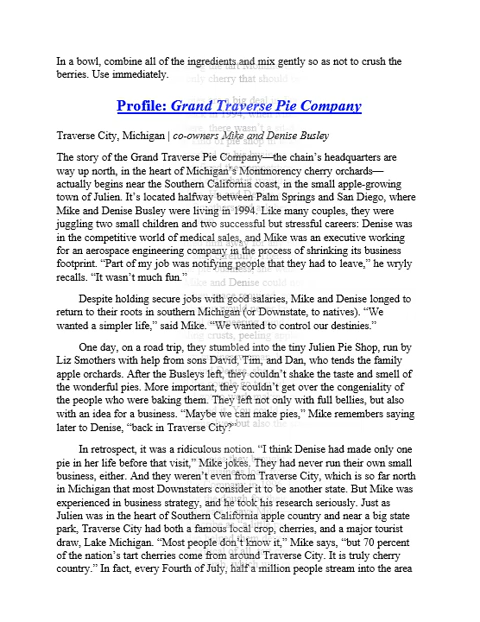 In a bowl, combine all of the ingredients and mix gently so as not to crush the
berries. Use immediately.
Profile: Grand Traverse Pie Company
Traverse City, Michigan | co-owners Mike and Denise Busley
The story of the Grand Traverse Pie Company—the chain's headquarters are
way up north, in the heart of Michigan's Montmorency cherry orchards—
actually begins near the Southern California coast, in the small apple-growing
town of Julien. It's located halfway between Palm Springs and San Diego, where
Mike and Denise Busley were living in 1994. Like many couples, they were
juggling two small children and two successful but stressful careers: Denise was
in the competitive world of medical sales, and Mike was an executive working
for an aerospace engineering company in the process of shrinking its business
footprint. “Part of my job was notifying people that they had to leave,” he wryly
recalls. “It wasn't much fun.”
Despite holding secure jobs with good salaries, Mike and Denise longed to
return to their roots in southern Michigan (or Downstate, to natives). “We
wanted a simpler life,” said Mike. “We wanted to control our destinies.”
One day, on a road trip, they stumbled into the tiny Julien Pie Shop, run by
Liz Smothers with help from sons David, Tim, and Dan, who tends the family
apple orchards. After the Busleys left, they couldn't shake the taste and smell of
the wonderful pies. More important, they couldn't get over the congeniality of
the people who were baking them. They left not only with full bellies, but also
with an idea for a business. “Maybe we can make pies,” Mike remembers saying
later to Denise, “back in Traverse City?”
In retrospect, it was a ridiculous notion. “I think Denise had made only one
pie in her life before that visit,” Mike jokes. They had never run their own small
business, either. And they weren't even from Traverse City, which is so far north
in Michigan that most Downstaters consider it to be another state. But Mike was
experienced in business strategy, and he took his research seriously. Just as
Julien was in the heart of Southern California apple country and near a big state
park, Traverse City had both a famous local crop, cherries, and a major tourist
draw, Lake Michigan. “Most people don't know it,” Mike says, “but 70 percent
of the nation's tart cherries come from around Traverse City. It is truly cherry
country.” In fact, every Fourth of July, half a million people stream into the area